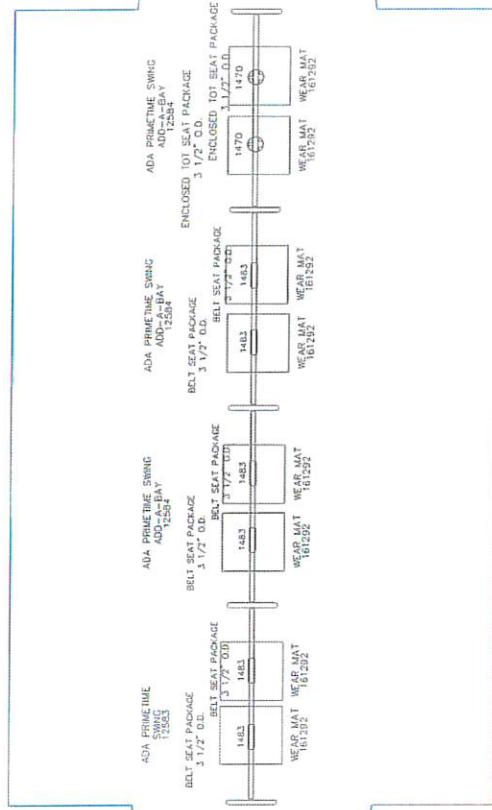 ADA PRIMETIME
SWING
12583
BELT SEAT PACKAGE
3 1/2" O.D.
BELT SEAT PACKAGE
3 1/2" O.D.
1483
1483
WEAR MAT
161292
WEAR MAT
161292
ADA PRIMETIME SWING
ADD-A-BAY
12584
BELT SEAT PACKAGE
3 1/2" O.D.
BELT SEAT PACKAGE
3 1/2" O.D.
1483
1483
WEAR MAT
161292
WEAR MAT
161292
ADA PRIMETIME SWING
ADD-A-BAY
12584
BELT SEAT PACKAGE
3 1/2" O.D.
BELT SEAT PACKAGE
3 1/2" O.D.
1483
1483
WEAR MAT
161292
WEAR MAT
161292
ADA PRIMETIME SWING
ADD-A-BAY
12584
ENCLOSED TOT SEAT PACKAGE
3 1/2" O.D.
ENCLOSED TOT SEAT PACKAGE
3 1/2" O.D.
1470
1470
WEAR MAT
161292
WEAR MAT
161292